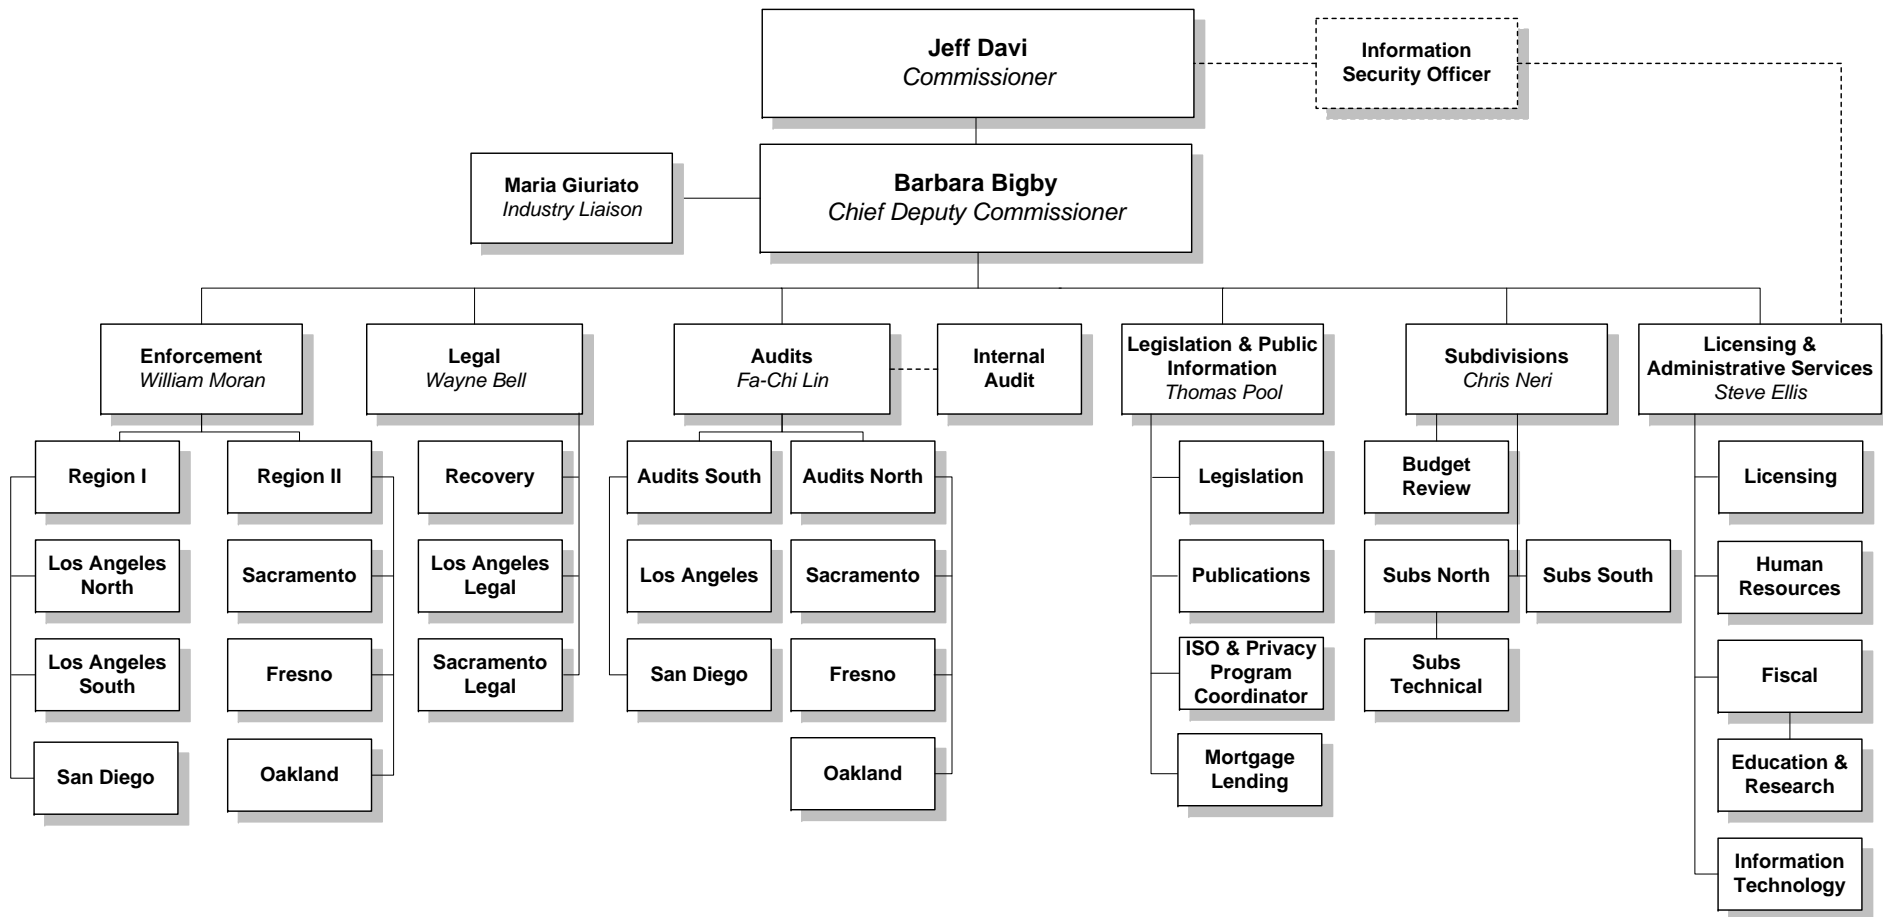 Jeff Davi
Commissioner
Information
Security Officer
Maria Giuriato
Industry Liaison
Barbara Bigby
Chief Deputy Commissioner
Enforcement
William Moran
Legal
Wayne Bell
Audits
Fa-Chi Lin
Internal
Audit
Legislation & Public
Information
Thomas Pool
Subdivisions
Chris Neri
Licensing &
Administrative Services
Steve Ellis
Region I
Region II
Recovery
Audits South
Audits North
Legislation
Budget
Review
Licensing
Los Angeles
North
Sacramento
Los Angeles
Legal
Los Angeles
Sacramento
Publications
Subs North
Subs South
Human
Resources
Los Angeles
South
Fresno
Sacramento
Legal
San Diego
Fresno
ISO & Privacy
Program
Coordinator
Subs
Technical
Fiscal
San Diego
Oakland
Oakland
Mortgage
Lending
Education &
Research
Information
Technology